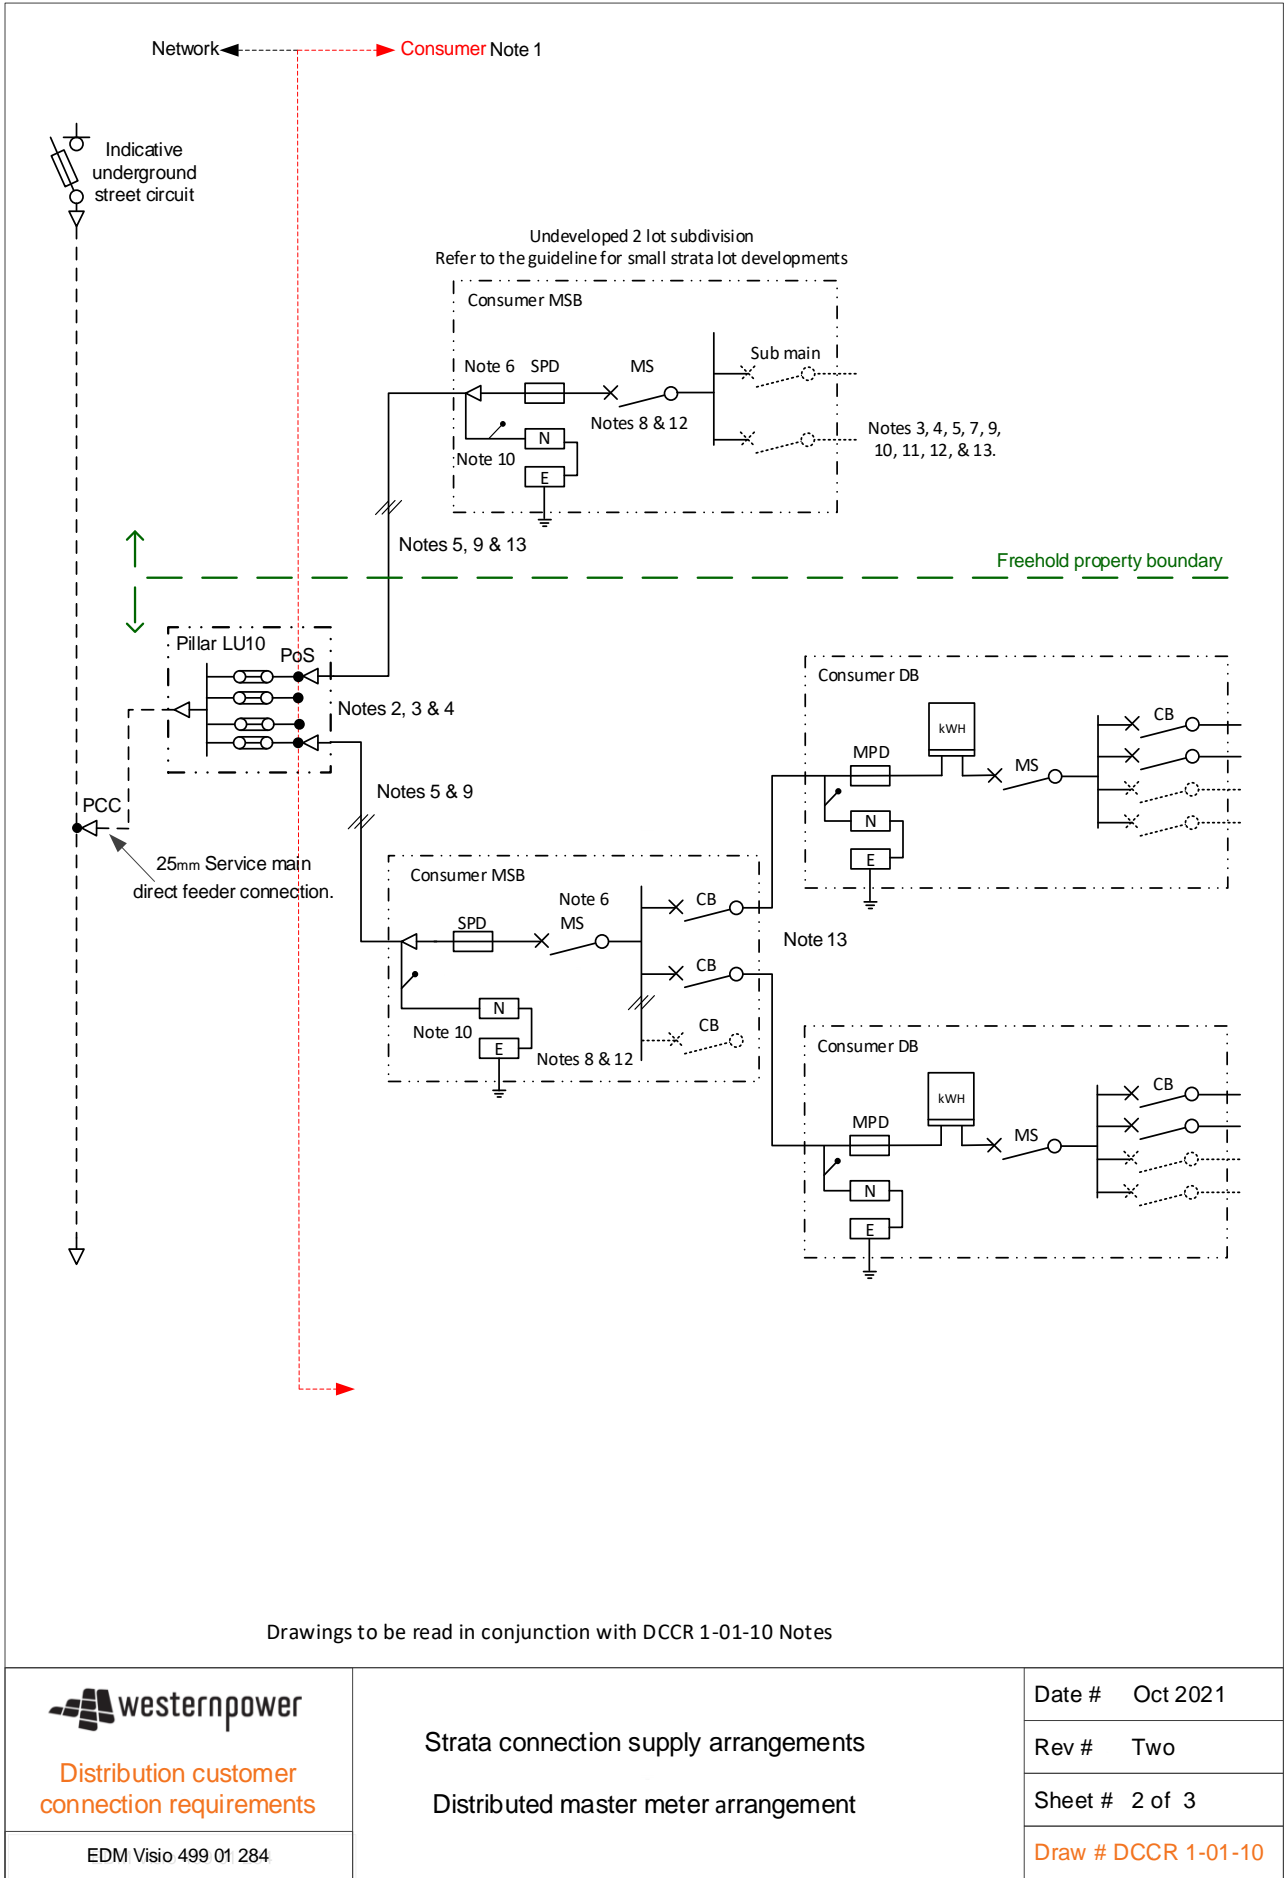 Network
Consumer Note 1
Indicative
underground
street circuit
Undeveloped 2 lot subdivision
Refer to the guideline for small strata lot developments
Consumer MSB
Note 6
SPD
MS
Sub main
Notes 8 & 12
N
Note 10
E
Notes 3, 4, 5, 7, 9,
10, 11, 12, & 13.
Notes 5, 9 & 13
Freehold property boundary
Pillar LU10
PoS
Notes 2, 3 & 4
Notes 5 & 9
PCC
25mm Service main
direct feeder connection.
Consumer MSB
SPD
Note 6
MS
CB
CB
CB
N
Note 10
E
Notes 8 & 12
Note 13
Consumer DB
kWH
MPD
MS
CB
N
E
Consumer DB
kWH
MPD
MS
CB
N
E
Drawings to be read in conjunction with DCCR 1-01-10 Notes
westernpower
Distribution customer
connection requirements
EDM Visio 499 01 284
Strata connection supply arrangements
Distributed master meter arrangement
Date # Oct 2021
Rev # Two
Sheet # 2 of 3
Draw # DCCR 1-01-10